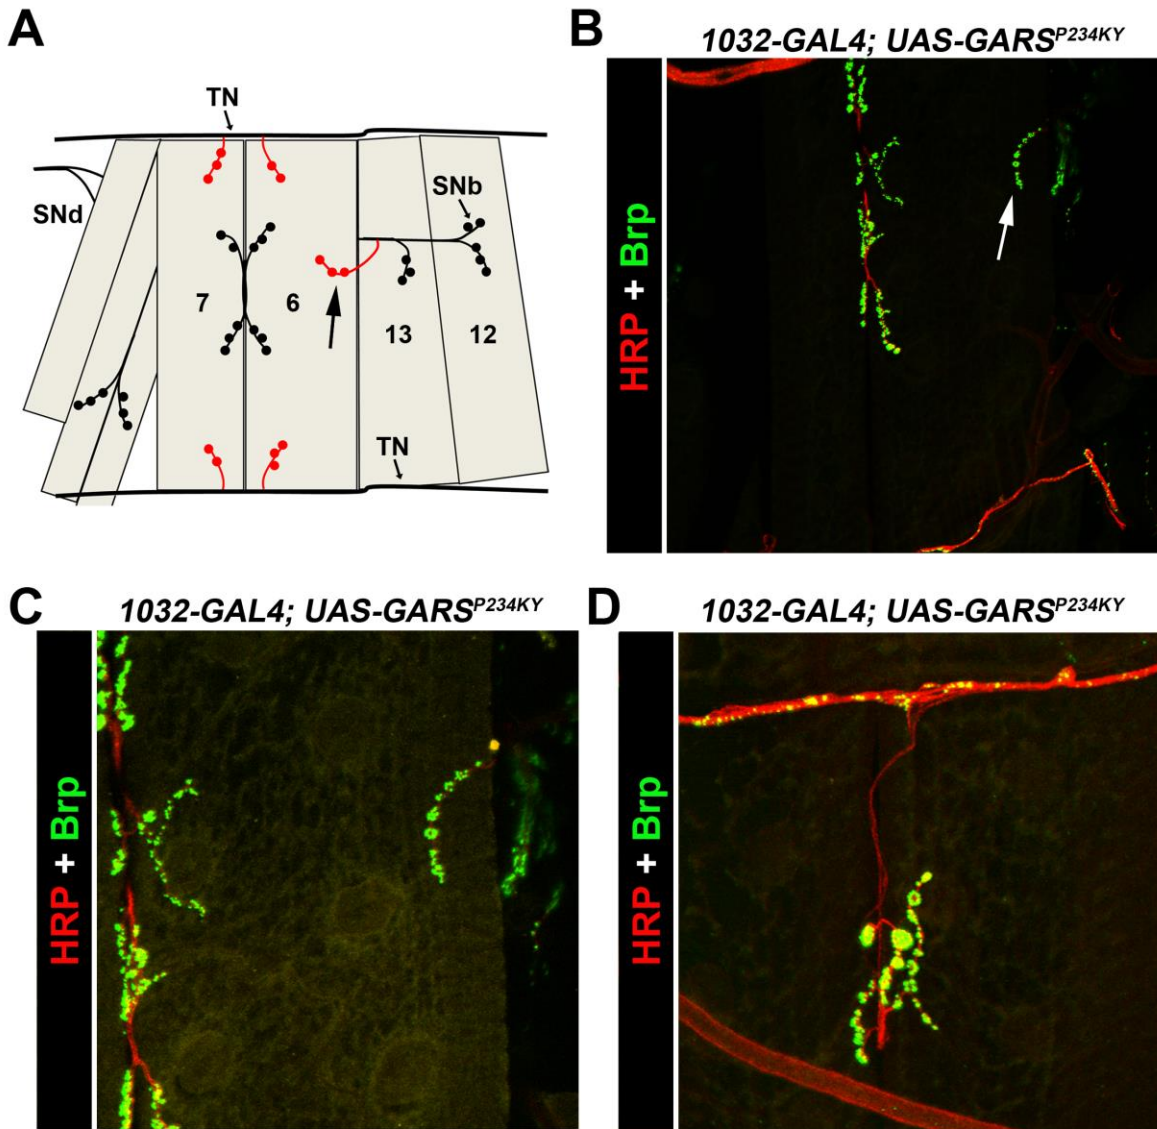 A
TN
SNb
SNd
7
6
13
12
TN
B
1032-GAL4; UAS-GARS^P234KY
HRP + Brp
C
1032-GAL4; UAS-GARS^P234KY
HRP + Brp
D
1032-GAL4; UAS-GARS^P234KY
HRP + Brp